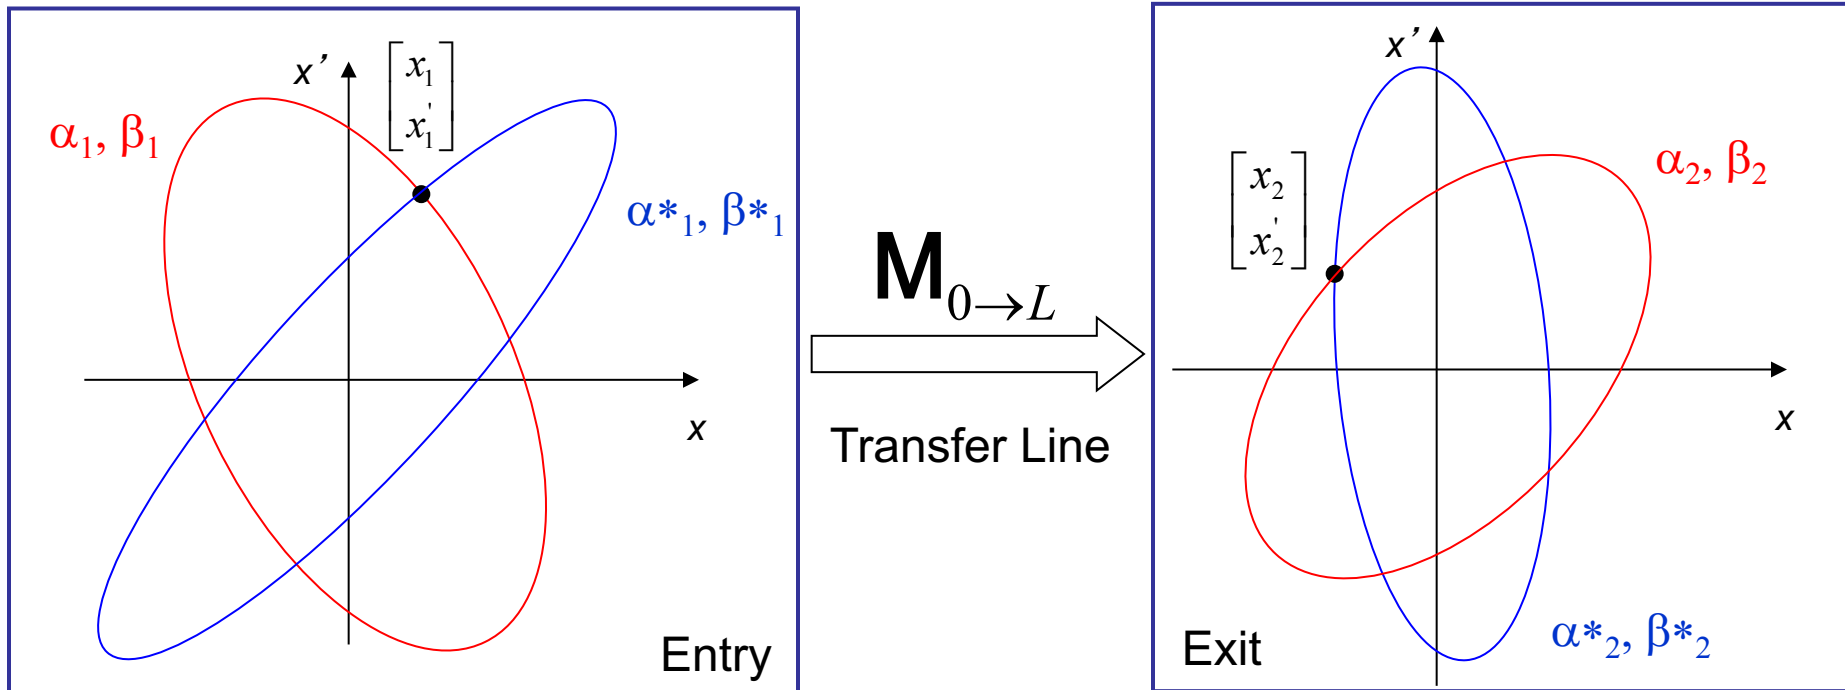 x’
[x₁
x₁']
α₁, β₁
α*₁, β*₁
x
Entry
M₀→L
Transfer Line
x’
[x₂
x₂']
α₂, β₂
x
α*₂, β*₂
Exit